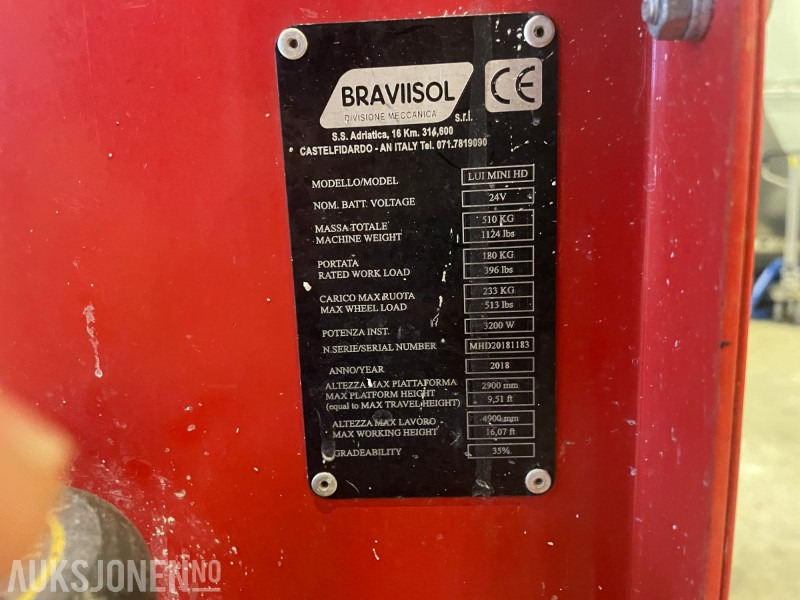 BRAVIISOL
DIVISIONE MECCANICA S.r.l.
CE
S.S. Adriatica, 16 Km. 314,600
CASTELFIDARDO - AN ITALY Tel. 071.7819090
MODELLO/MODEL LUI MINI HD
NOM. BATT. VOLTAGE 24V
MASSA TOTALE 510 KG
MACHINE WEIGHT 1124 lbs
PORTATA 180 KG
RATED WORK LOAD 396 lbs
CARICO MAX RUOTA 233 KG
MAX WHEEL LOAD 513 lbs
POTENZA INST. 3200 W
N.SERIE/SERIAL NUMBER MHD20181183
ANNO/YEAR 2018
ALTEZZA MAX PIATTAFORMA 2900 mm
MAX PLATFORM HEIGHT 9,51 ft
(equal to MAX TRAVEL HEIGHT)
ALTEZZA MAX LAVORO 4900 mm
MAX WORKING HEIGHT 16,07 ft
GRADEABILITY 35%
AUKSJONEN.NO